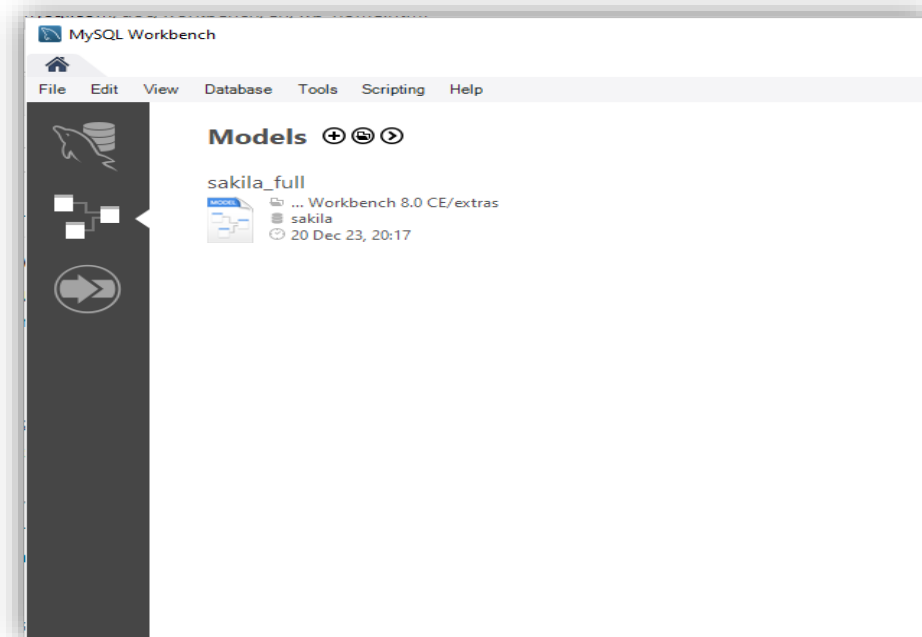 MySQL Workbench
File Edit View Database Tools Scripting Help
Models
sakila_full
MODEL
... Workbench 8.0 CE/extras
sakila
20 Dec 23, 20:17